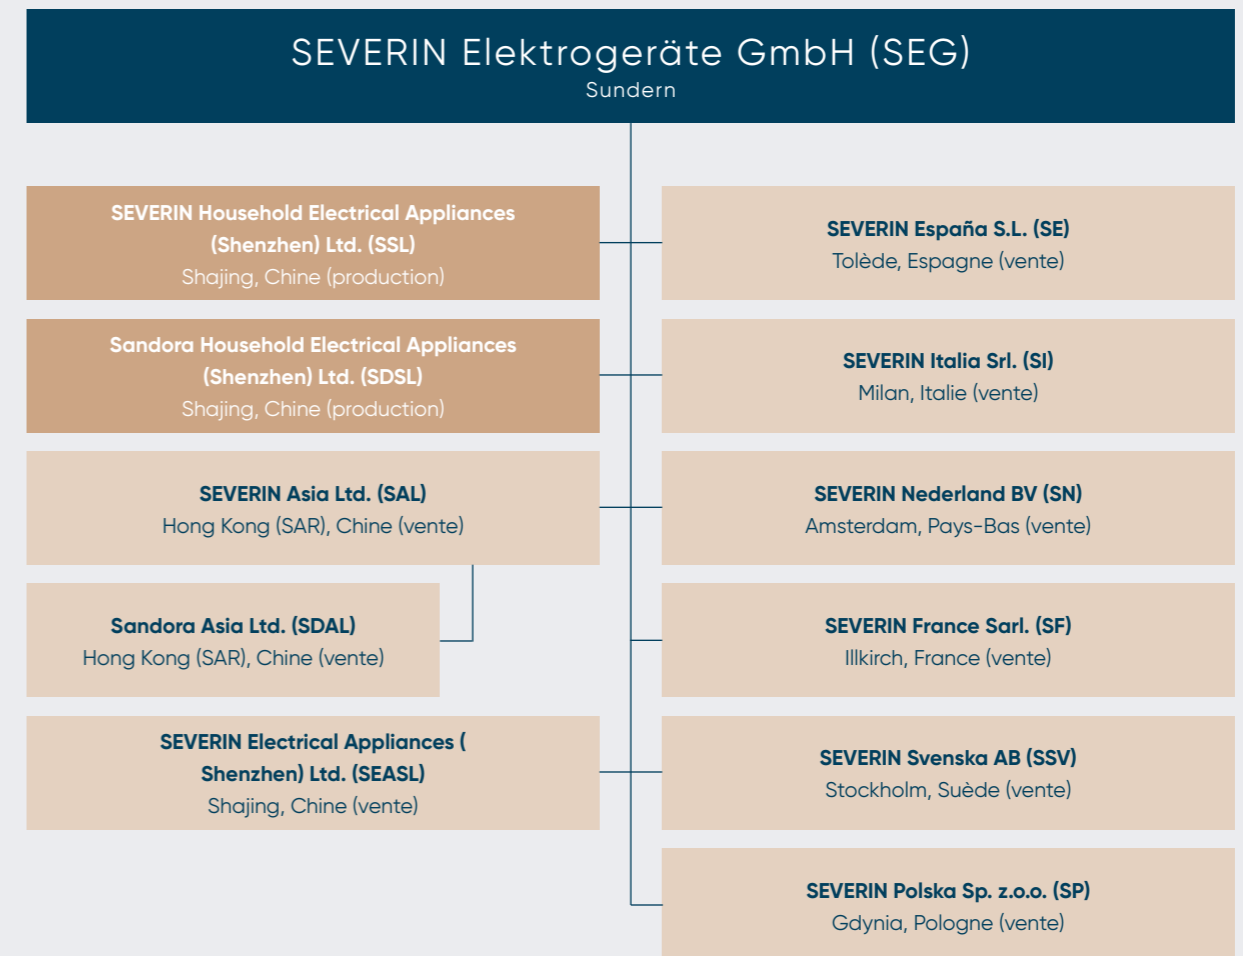 SEVERIN Elektrogeräte GmbH (SEG)
Sundern
SEVERIN Household Electrical Appliances
(Shenzhen) Ltd. (SSL)
Shajing, Chine (production)
Sandora Household Electrical Appliances
(Shenzhen) Ltd. (SDSL)
Shajing, Chine (production)
SEVERIN Asia Ltd. (SAL)
Hong Kong (SAR), Chine (vente)
Sandora Asia Ltd. (SDAL)
Hong Kong (SAR), Chine (vente)
SEVERIN Electrical Appliances (
Shenzhen) Ltd. (SEASL)
Shajing, Chine (vente)
SEVERIN España S.L. (SE)
Tolède, Espagne (vente)
SEVERIN Italia Srl. (SI)
Milan, Italie (vente)
SEVERIN Nederland BV (SN)
Amsterdam, Pays-Bas (vente)
SEVERIN France Sarl. (SF)
Illkirch, France (vente)
SEVERIN Svenska AB (SSV)
Stockholm, Suède (vente)
SEVERIN Polska Sp. z.o.o. (SP)
Gdynia, Pologne (vente)